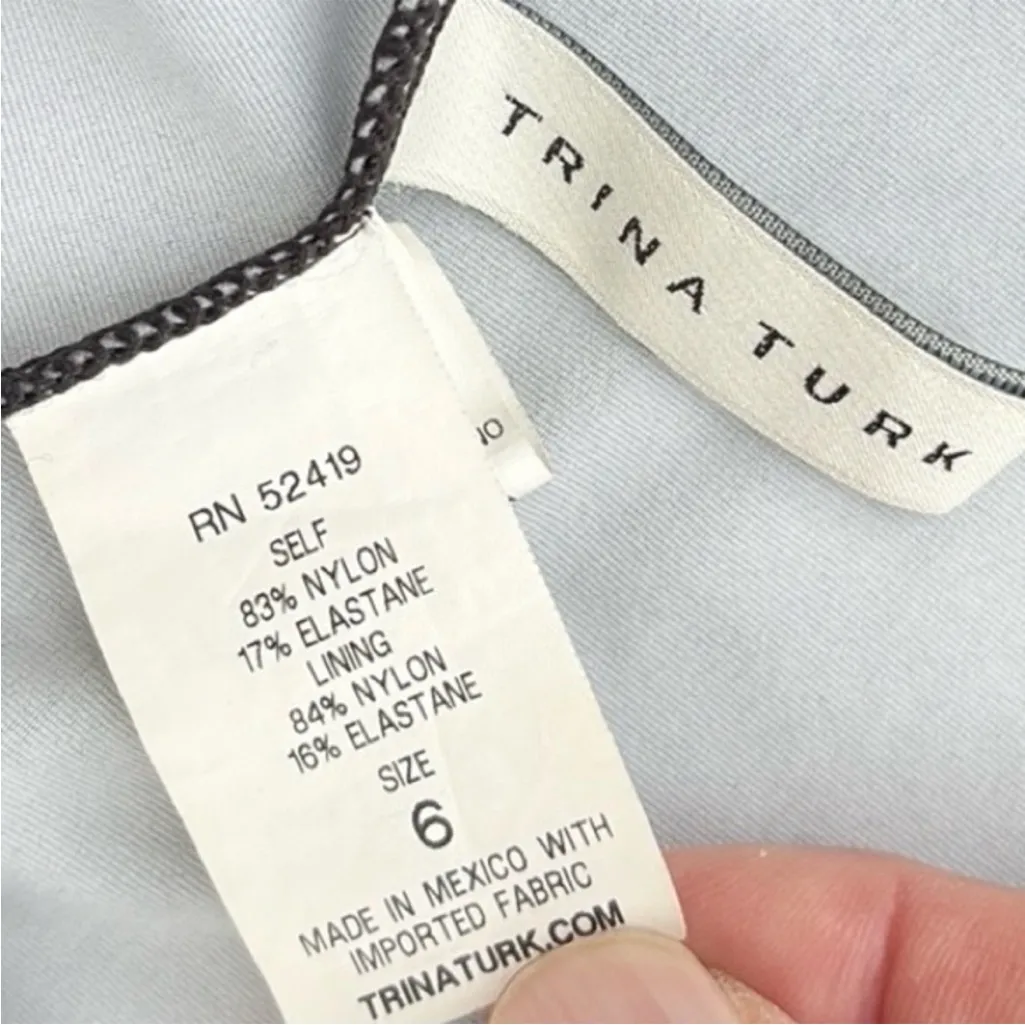 TRINA TURK
RN 52419
SELF
83% NYLON
17% ELASTANE
LINING
84% NYLON
16% ELASTANE
SIZE
6
MADE IN MEXICO WITH
IMPORTED FABRIC
TRINATURK.COM